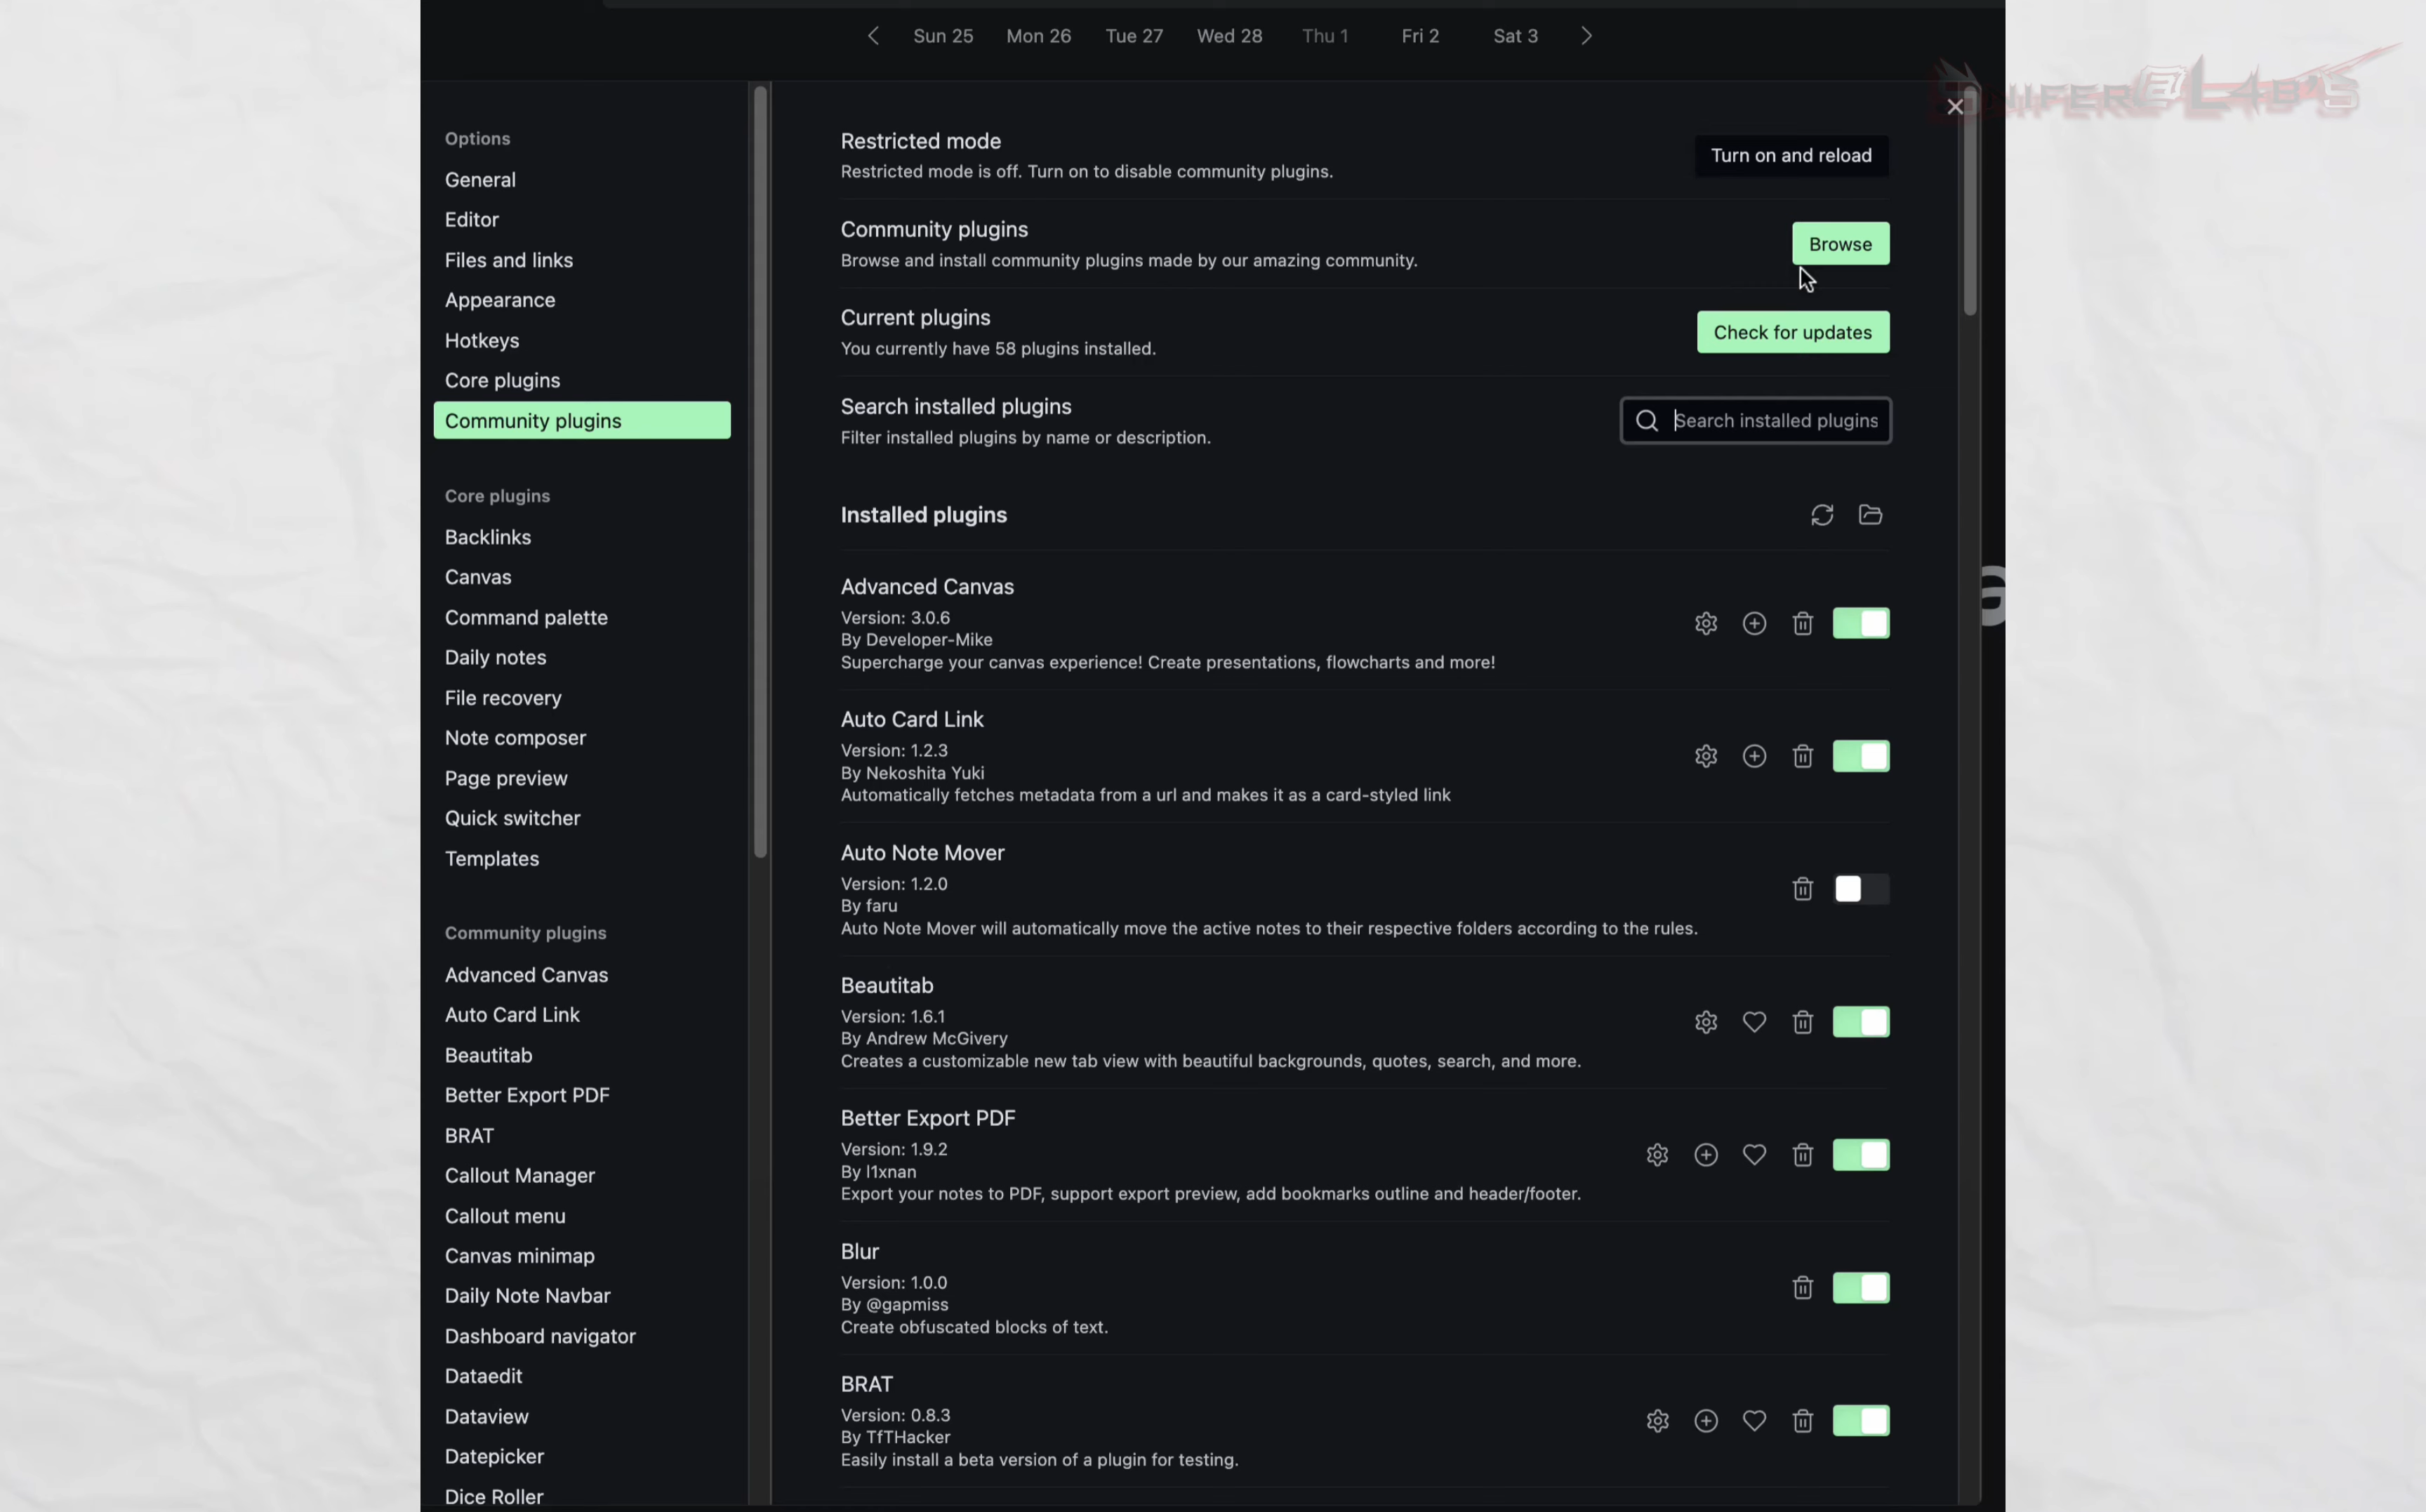 Sun 25 Mon 26 Tue 27 Wed 28 Thu 1 Fri 2 Sat 3
Options
General
Editor
Files and links
Appearance
Hotkeys
Core plugins
Community plugins
Core plugins
Backlinks
Canvas
Command palette
Daily notes
File recovery
Note composer
Page preview
Quick switcher
Templates
Community plugins
Advanced Canvas
Auto Card Link
Beautitab
Better Export PDF
BRAT
Callout Manager
Callout menu
Canvas minimap
Daily Note Navbar
Dashboard navigator
Dataedit
Dataview
Datepicker
Dice Roller
Restricted mode
Restricted mode is off. Turn on to disable community plugins.
Turn on and reload
Community plugins
Browse and install community plugins made by our amazing community.
Browse
Current plugins
You currently have 58 plugins installed.
Check for updates
Search installed plugins
Filter installed plugins by name or description.
Search installed plugins
Installed plugins
Advanced Canvas
Version: 3.0.6
By Developer-Mike
Supercharge your canvas experience! Create presentations, flowcharts and more!
Auto Card Link
Version: 1.2.3
By Nekoshita Yuki
Automatically fetches metadata from a url and makes it as a card-styled link
Auto Note Mover
Version: 1.2.0
By faru
Auto Note Mover will automatically move the active notes to their respective folders according to the rules.
Beautitab
Version: 1.6.1
By Andrew McGivery
Creates a customizable new tab view with beautiful backgrounds, quotes, search, and more.
Better Export PDF
Version: 1.9.2
By l1xnan
Export your notes to PDF, support export preview, add bookmarks outline and header/footer.
Blur
Version: 1.0.0
By @gapmiss
Create obfuscated blocks of text.
BRAT
Version: 0.8.3
By TfTHacker
Easily install a beta version of a plugin for testing.